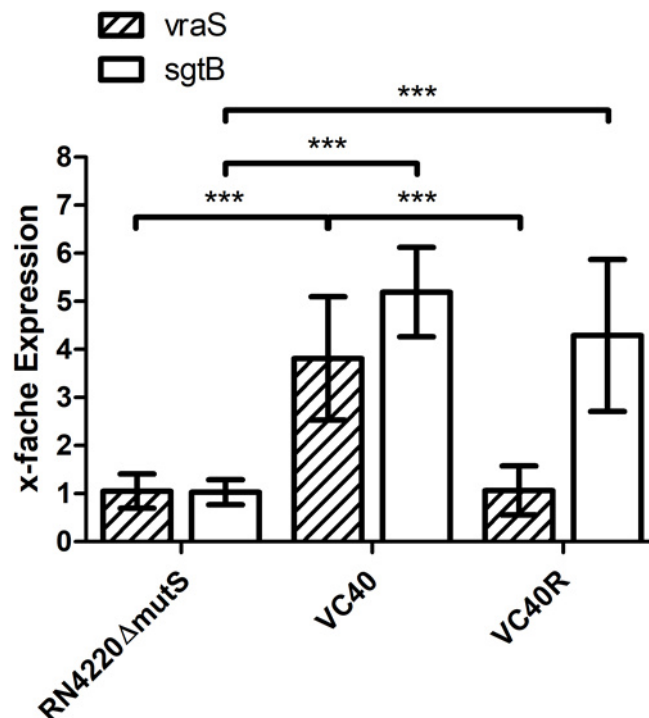 vraS
sgtB
***
***
***
***
8
7
6
5
4
3
2
1
0
x-fache Expression
RN4220ΔmutS
VC40
VC40R